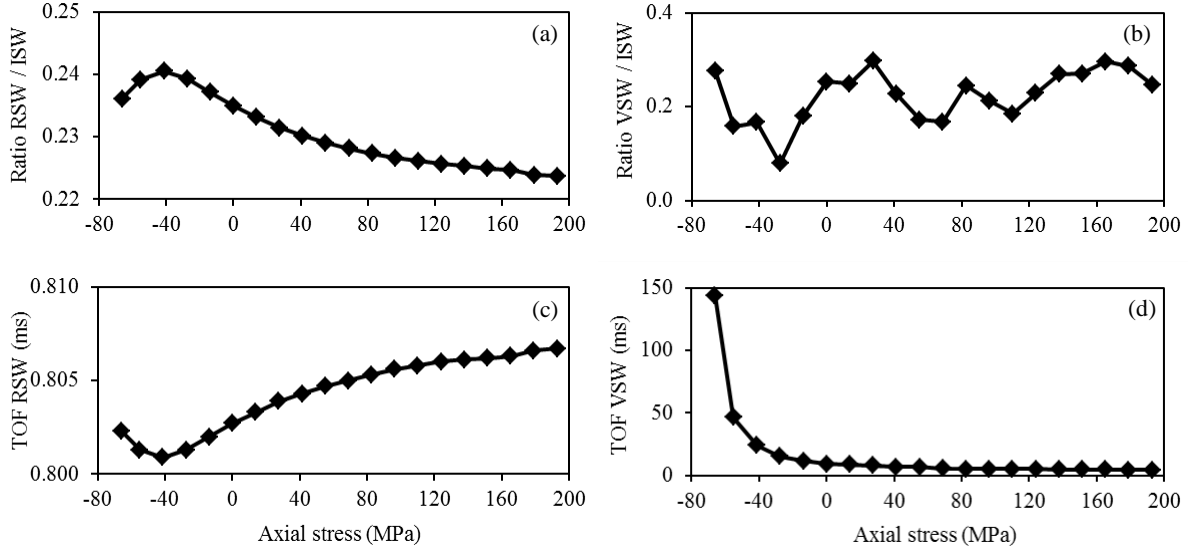 0.25
0.24
0.23
0.22
Ratio RSW / ISW
(a)
-80 -40 0 40 80 120 160 200
0.4
0.2
0.0
Ratio VSW / ISW
(b)
-80 -40 0 40 80 120 160 200
0.810
0.805
0.800
TOF RSW (ms)
(c)
-80 -40 0 40 80 120 160 200
Axial stress (MPa)
150
100
50
0
TOF VSW (ms)
(d)
-80 -40 0 40 80 120 160 200
Axial stress (MPa)